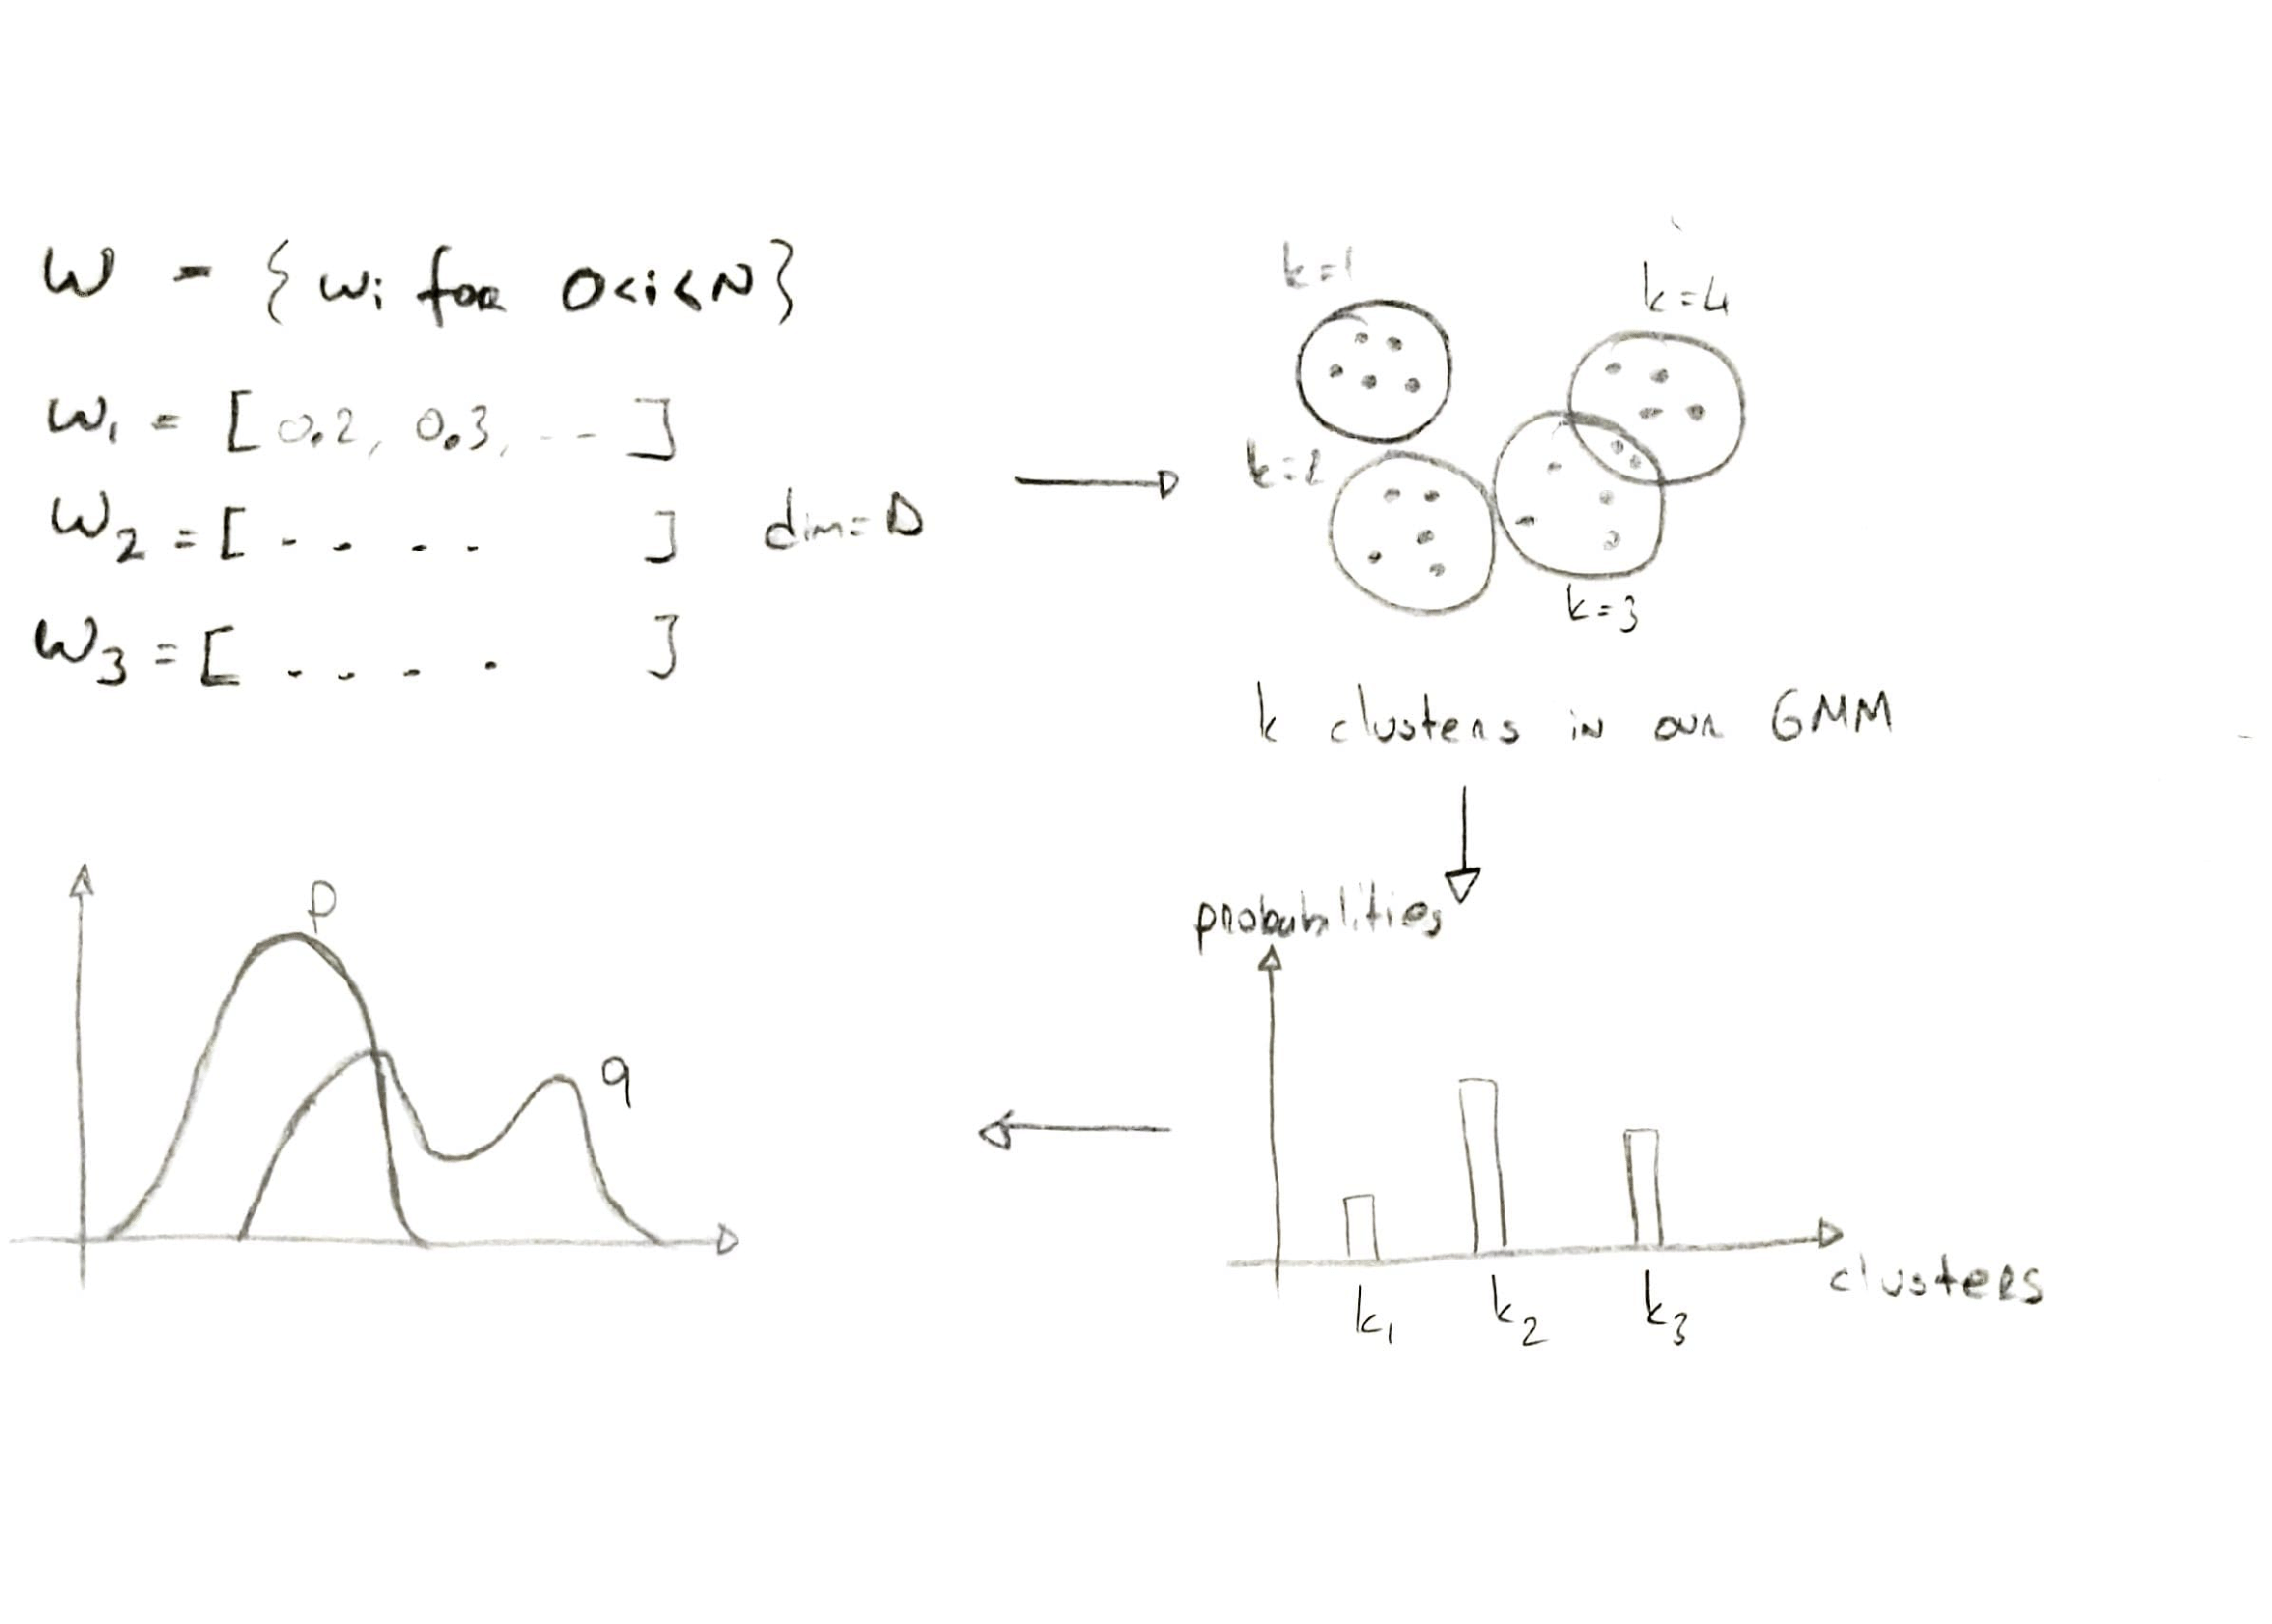 W = { wi for 0<i<N}
w1 = [ 0.2, 0.3, -- ]
w2 = [ - - - - ]
dim=D
w3 = [ - - - - ]
k=1
k=4
k=2
k=3
k clusters in our GMM
probabilities
k1 k2 k3
clusters
p
q